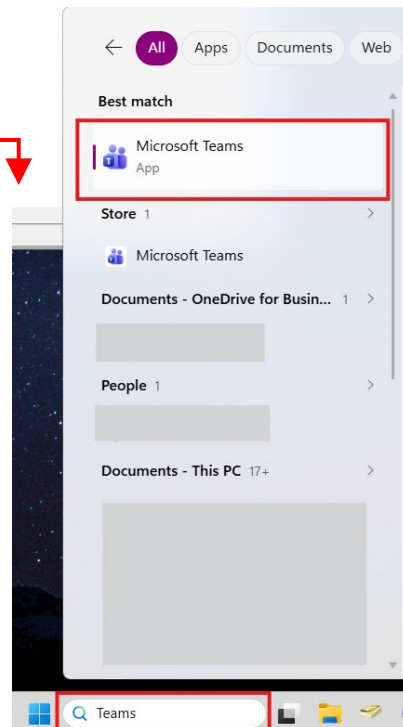 All Apps Documents Web
Best match
Microsoft Teams
App
Store 1
Microsoft Teams
Documents - OneDrive for Busin... 1
People 1
Documents - This PC 17+
Teams